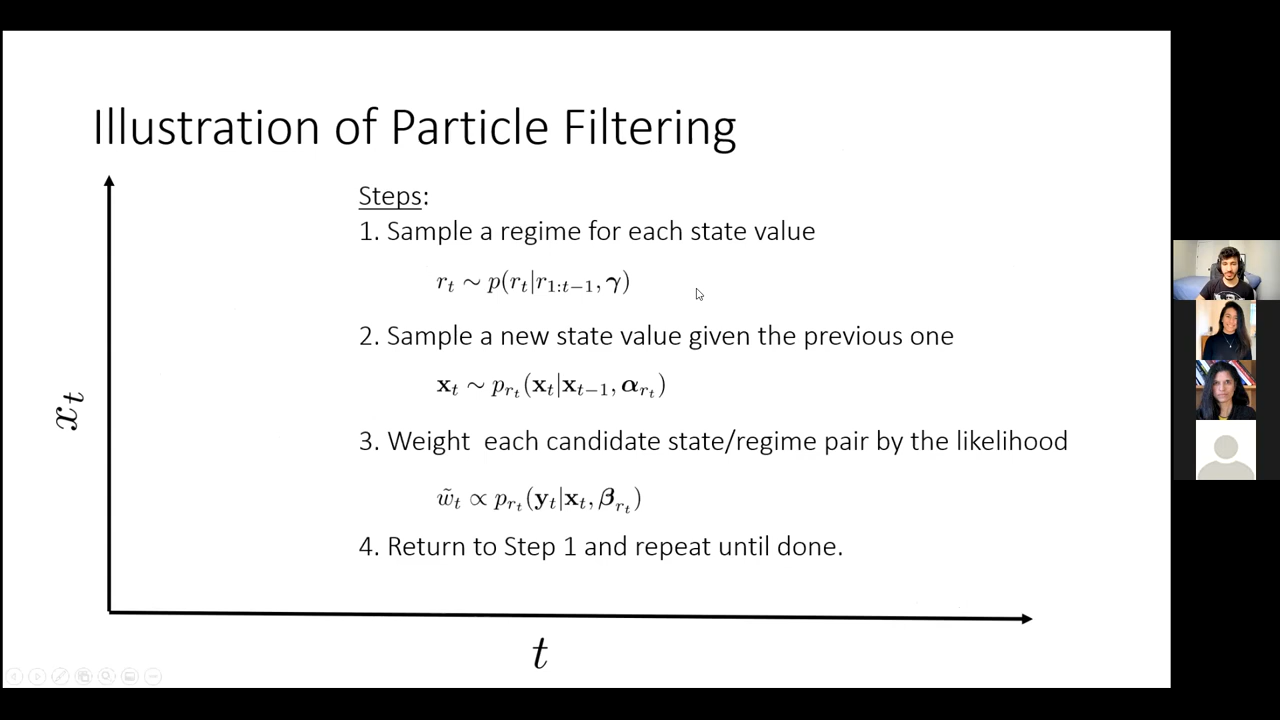 Illustration of Particle Filtering
Steps:
1. Sample a regime for each state value
r_t ∼ p(r_t|r_{1:t−1}, γ)
2. Sample a new state value given the previous one
x_t ∼ p_{r_t}(x_t|x_{t−1}, α_{r_t})
3. Weight each candidate state/regime pair by the likelihood
w̃_t ∝ p_{r_t}(y_t|x_t, β_{r_t})
4. Return to Step 1 and repeat until done.
x_t
t